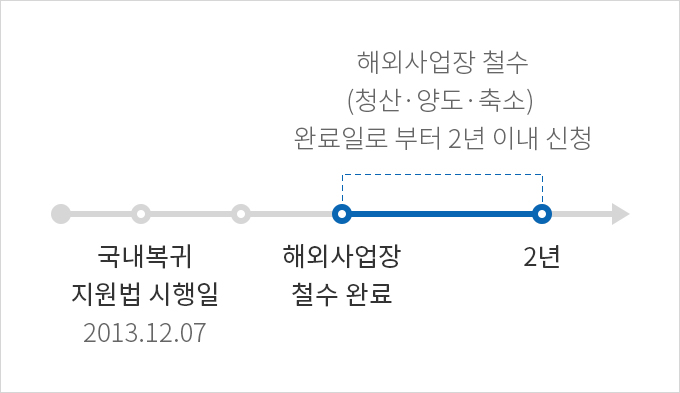 해외사업장 철수
(청산·양도·축소)
완료일로 부터 2년 이내 신청
국내복귀
지원법 시행일
2013.12.07
해외사업장
철수 완료
2년